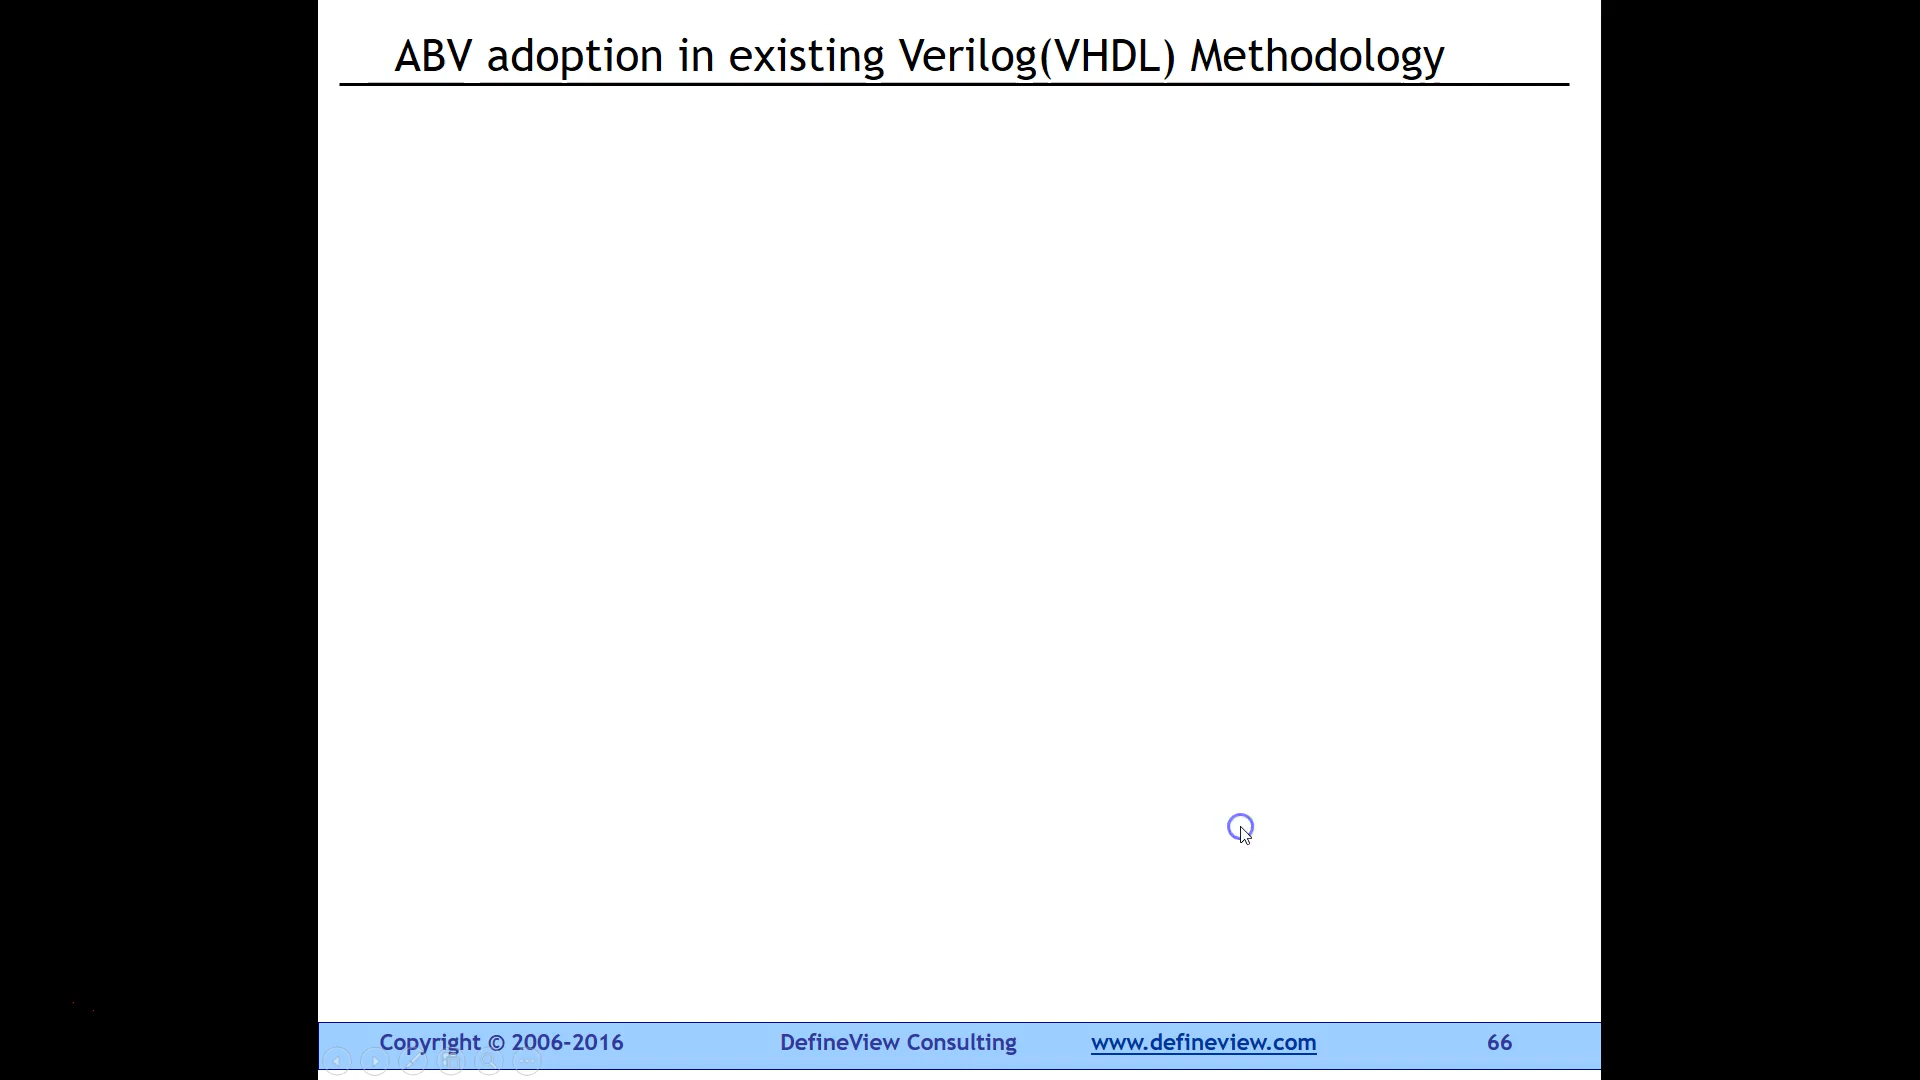 ABV adoption in existing Verilog(VHDL) Methodology
Copyright © 2006-2016 DefineView Consulting www.defineview.com 66